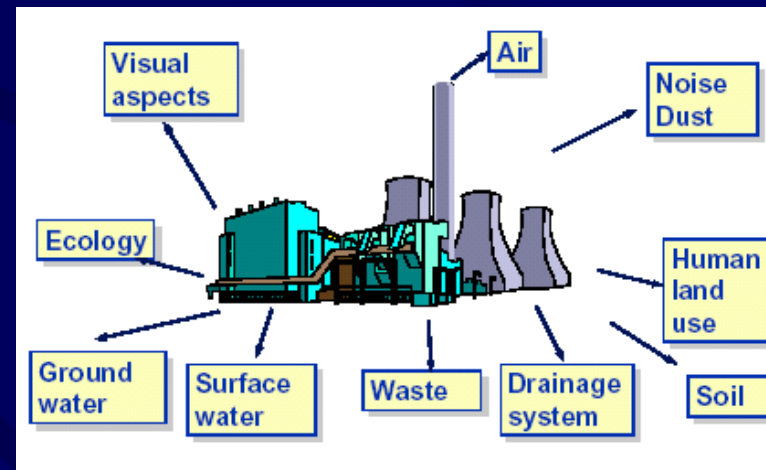 Air
Visual
aspects
Noise
Dust
Ecology
Human
land
use
Ground
water
Surface
water
Waste
Drainage
system
Soil